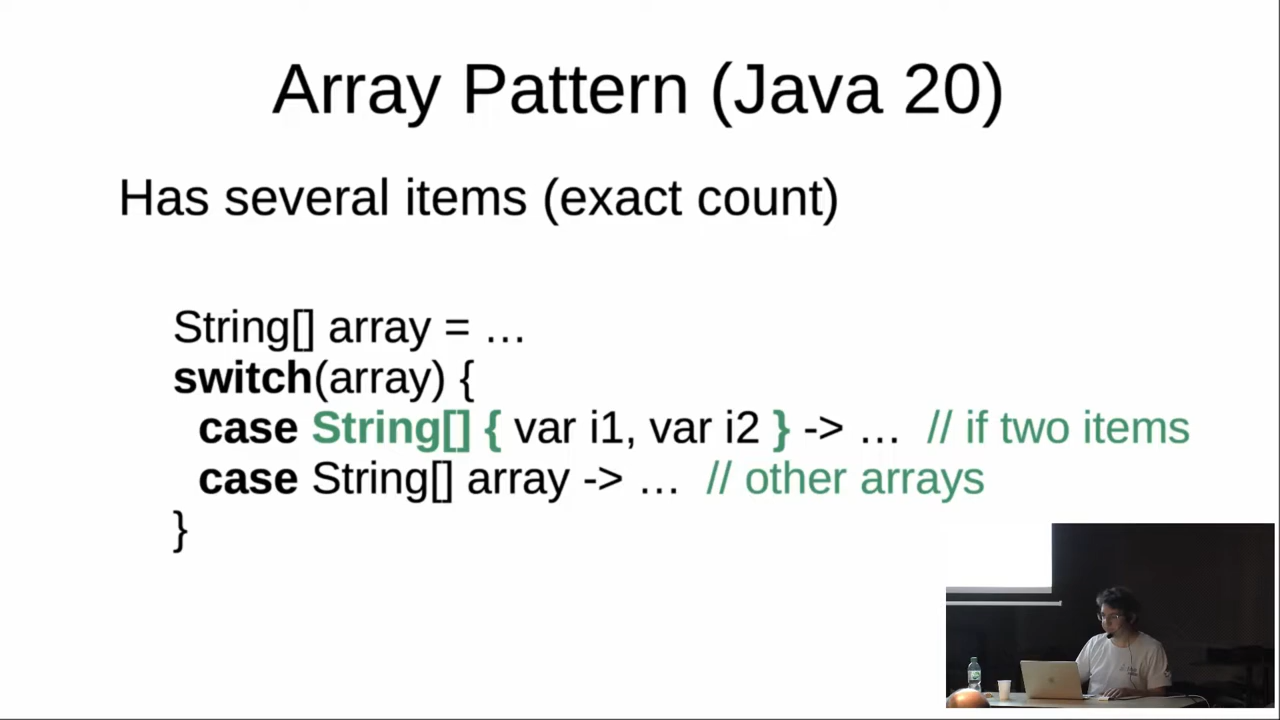 Array Pattern (Java 20)
Has several items (exact count)
String[] array = …
switch(array) {
case String[] { var i1, var i2 } -> … // if two items
case String[] array -> … // other arrays
}